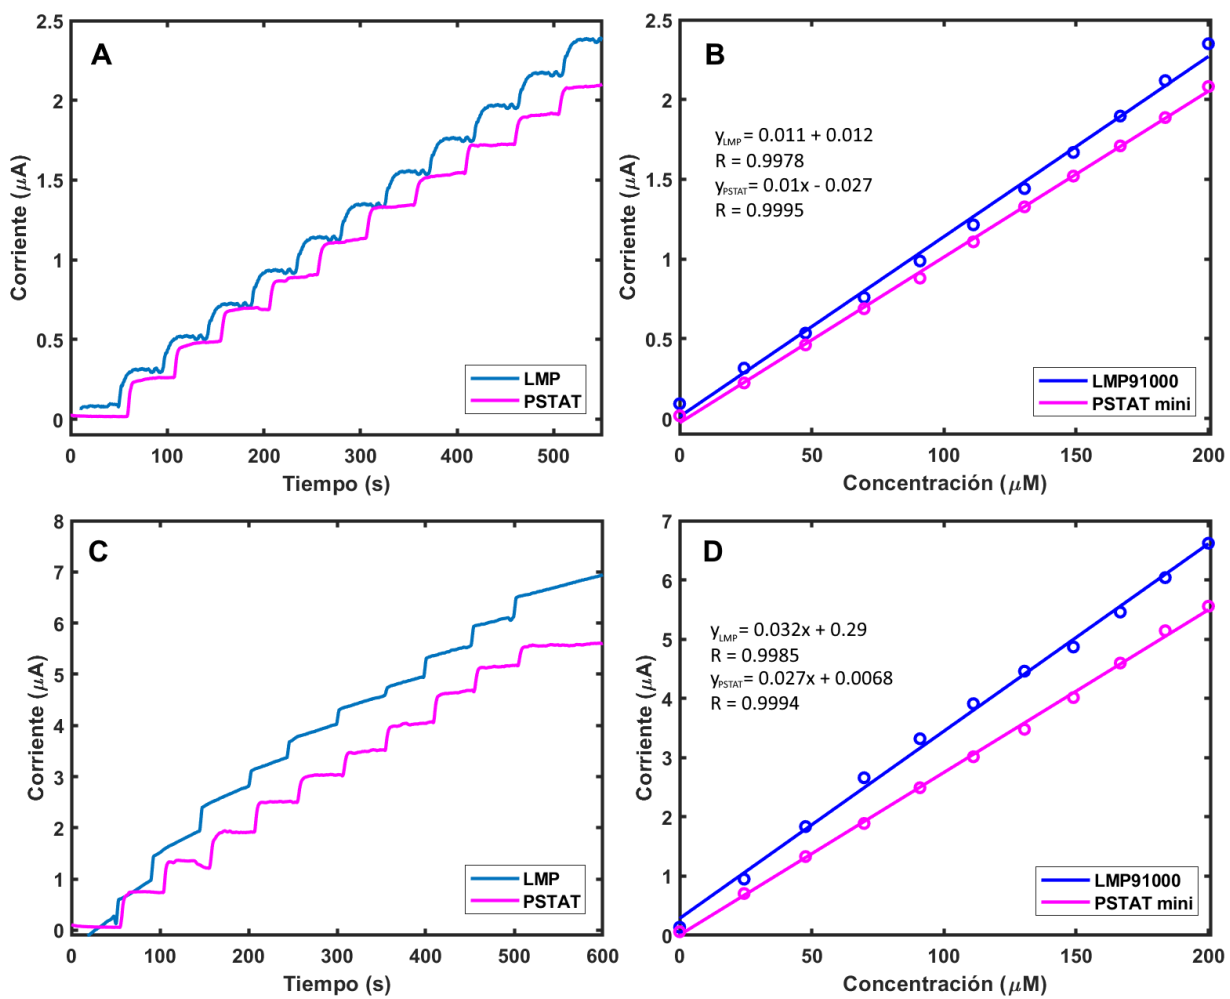 A
2.5
2
1.5
1
0.5
0
Corriente (μA)
0 100 200 300 400 500
Tiempo (s)
LMP
PSTAT
B
2.5
2
1.5
1
0.5
0
Corriente (μA)
yLMP = 0.011 + 0.012
R = 0.9978
yPSTAT = 0.01x - 0.027
R = 0.9995
LMP91000
PSTAT mini
0 50 100 150 200
Concentración (μM)
C
8
7
6
5
4
3
2
1
0
Corriente (μA)
LMP
PSTAT
0 100 200 300 400 500 600
Tiempo (s)
D
7
6
5
4
3
2
1
0
Corriente (μA)
yLMP = 0.032x + 0.29
R = 0.9985
yPSTAT = 0.027x + 0.0068
R = 0.9994
LMP91000
PSTAT mini
0 50 100 150 200
Concentración (μM)